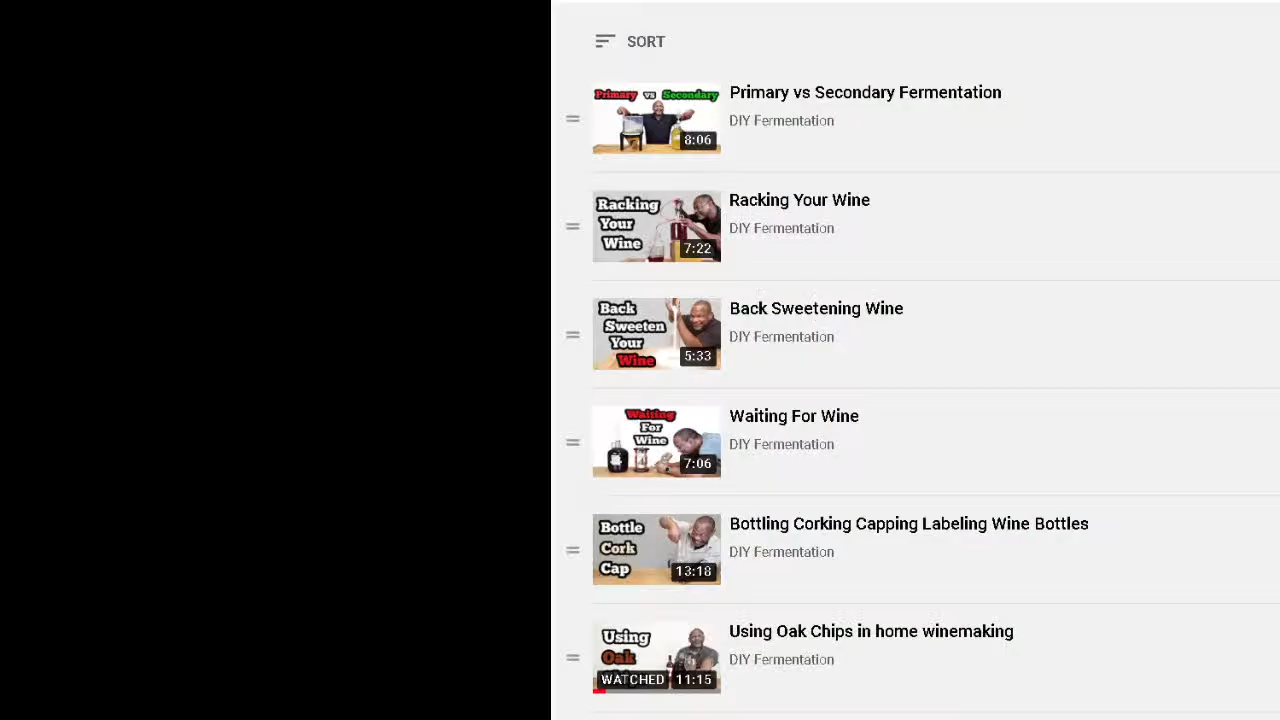 SORT
Primary vs Secondary
8:06
Primary vs Secondary Fermentation
DIY Fermentation
Racking
Your
Wine
7:22
Racking Your Wine
DIY Fermentation
Back
Sweeten
Your
Wine
5:33
Back Sweetening Wine
DIY Fermentation
Waiting
For
Wine
7:06
Waiting For Wine
DIY Fermentation
Bottle
Cork
Cap
13:18
Bottling Corking Capping Labeling Wine Bottles
DIY Fermentation
Using
Oak
WATCHED 11:15
Using Oak Chips in home winemaking
DIY Fermentation